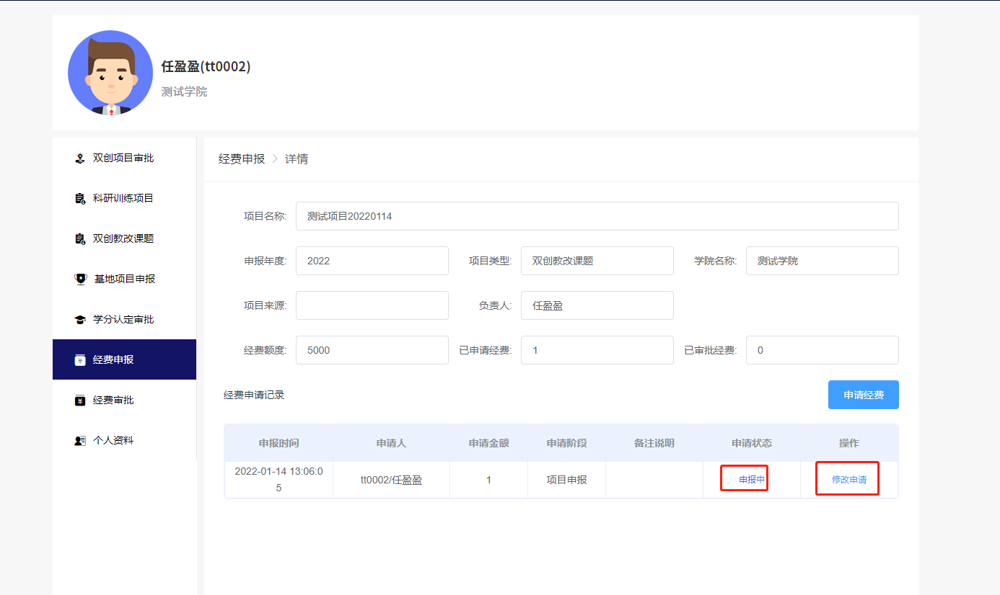 任盈盈(tt0002)
测试学院
双创项目审批
科研训练项目
双创教改课题
基地项目申报
学分认定审批
经费申报
经费审批
个人资料
经费申报 > 详情
项目名称: 测试项目20220114
申报年度: 2022 项目类型: 双创教改课题 学院名称: 测试学院
项目来源: 负责人: 任盈盈
经费额度: 5000 已申请经费: 1 已审批经费: 0
经费申请记录 申请经费
申报时间 申请人 申请金额 申请阶段 备注说明 申请状态 操作
2022-01-14 13:06:0
5 tt0002/任盈盈 1 项目申报 申报中 修改申请